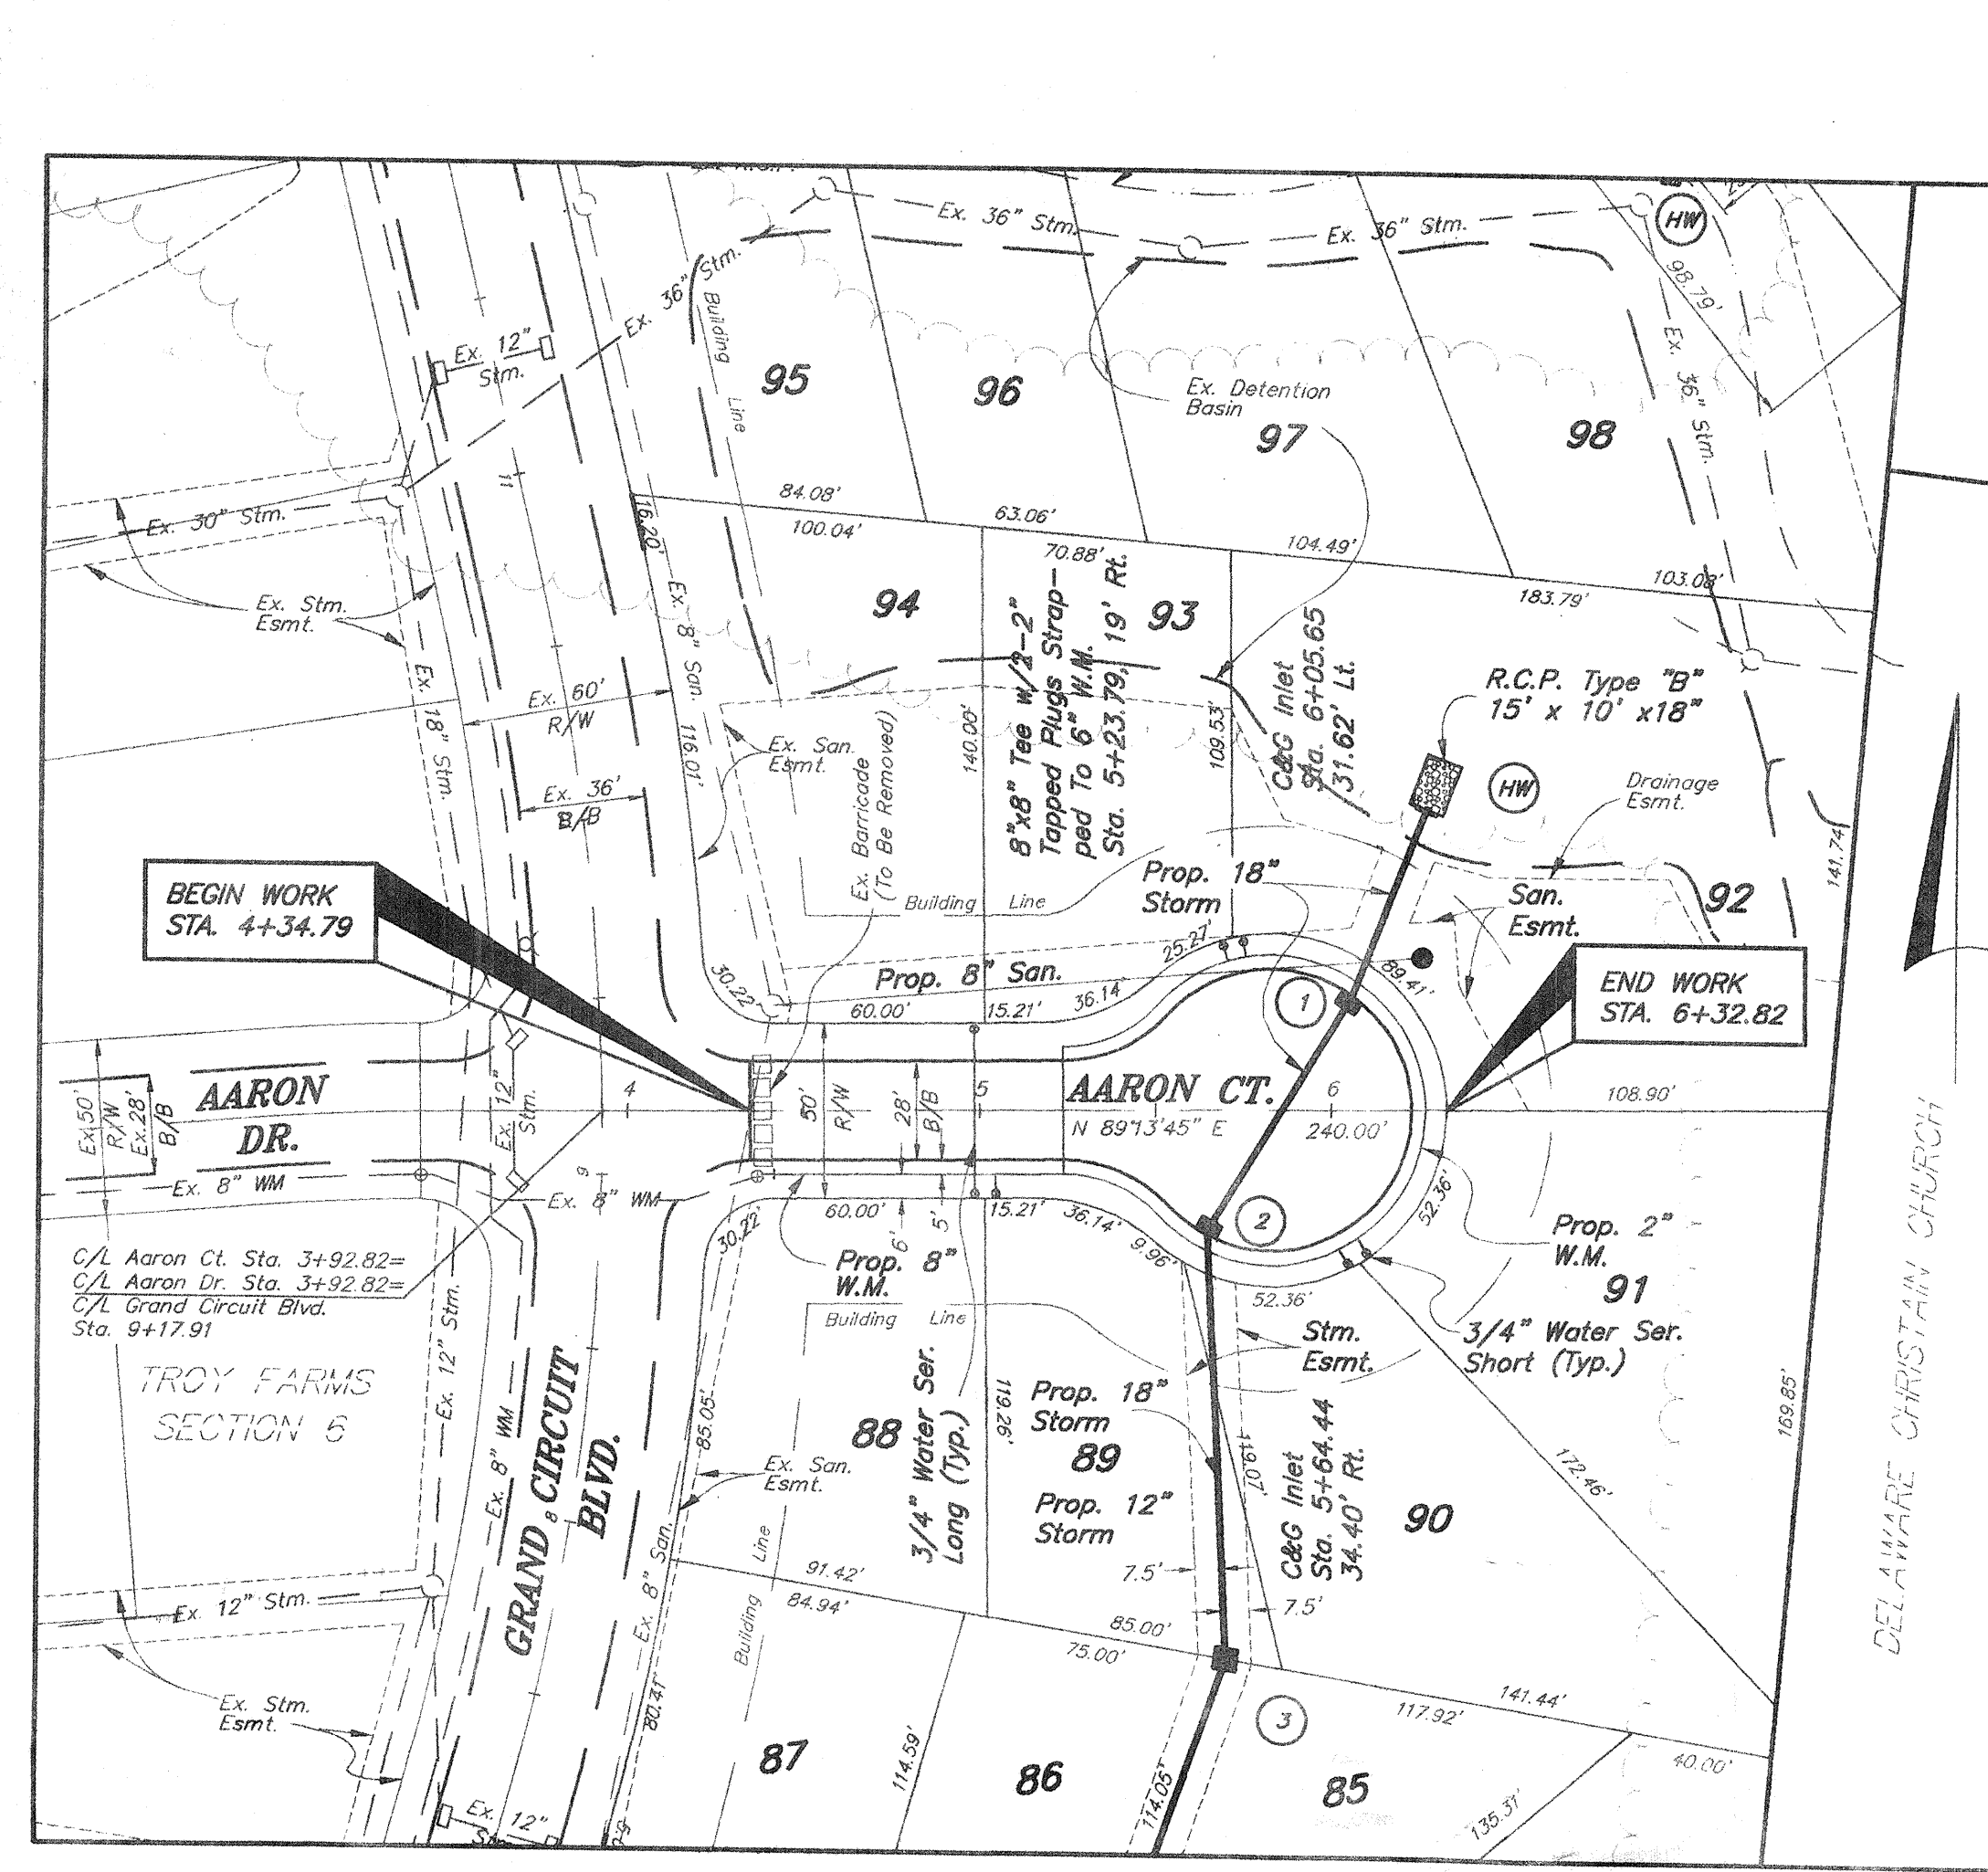 Ex. 36" Stm.
Ex. 36" Stm.
HW
98.79'
Ex. 36" Stm.
Building Line
Ex. 12"
Stm.
95
96
Ex. Detention
Basin
97
98
Ex. 36" Stm.
11
84.08'
63.06'
100.04'
70.88'
104.49'
103.08'
183.79'
Ex. 30" Stm.
16.20'
Ex. Stm.
Esmt.
94
93
8"x8" Tee w/2-2"
Tapped Plugs Strap-
ped To 6" W.M.
Sta. 5+23.79, 19' Rt.
C&G Inlet
Sta. 6+05.65
31.62' Lt.
R.C.P. Type "B"
15' x 10' x18"
Ex. 8" San.
116.01'
Ex. 18" Stm.
Ex. 60'
R/W
Ex. San.
Esmt.
140.00'
109.53'
Ex. 36'
B/B
Ex. Barricade
(To Be Removed)
HW
Drainage
Esmt.
141.74'
BEGIN WORK
STA. 4+34.79
Building Line
Prop. 18"
Storm
San.
Esmt.
92
25.27'
30.22'
Prop. 8" San.
60.00'
15.21'
36.14'
89.41'
1
END WORK
STA. 6+32.82
Ex.50'
R/W
Ex.28'
B/B
AARON
DR.
Ex. 12"
Stm.
4
50'
R/W
28'
B/B
5
AARON CT.
6
N 89°13'45" E
240.00'
108.90'
Ex. 8" WM
9
Ex. 8" WM
60.00'
15.21'
36.14'
9.96'
2
52.36'
52.36'
30.22'
6'
5'
Prop. 8"
W.M.
Prop. 2"
W.M.
91
C/L Aaron Ct. Sta. 3+92.82=
C/L Aaron Dr. Sta. 3+92.82=
C/L Grand Circuit Blvd.
Sta. 9+17.91
Building Line
Stm.
Esmt.
3/4" Water Ser.
Short (Typ.)
TROY FARMS
SECTION 6
Ex. 12" Stm.
Ex. 8" WM
GRAND CIRCUIT
BLVD.
8
85.05'
88
3/4" Water Ser.
Long (Typ.)
119.26'
Prop. 18"
Storm
89
Prop. 12"
Storm
119.07'
C&G Inlet
Sta. 5+64.44
34.40' Rt.
90
172.46'
169.85'
DELAWARE CHRISTAIN CHURCH
Ex. San.
Esmt.
Building Line
Ex. 8" San.
91.42'
84.94'
7.5'
7.5'
85.00'
75.00'
Ex. 12" Stm.
Building Line
80.41'
Ex. Stm.
Esmt.
87
114.59'
86
114.05'
3
85
141.44'
117.92'
40.00'
135.37'
Ex. 12"
Stm.